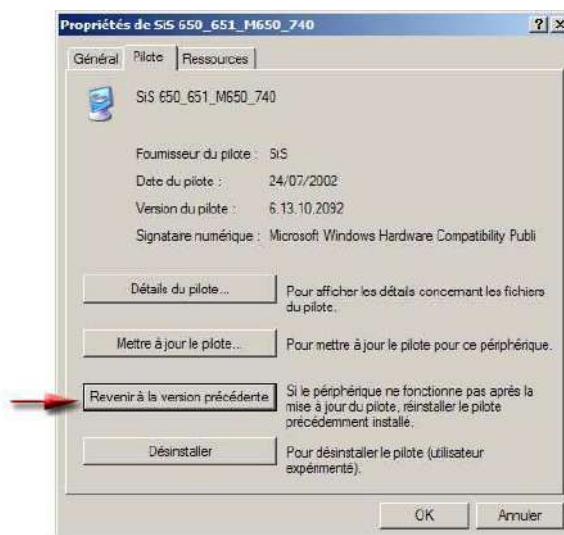 Propriétés de SiS 650_651_M650_740
Général Pilote Ressources
SiS 650_651_M650_740
Fournisseur du pilote : SiS
Date du pilote : 24/07/2002
Version du pilote : 6.13.10.2092
Signataire numérique : Microsoft Windows Hardware Compatibility Publi
Détails du pilote...
Pour afficher les détails concernant les fichiers
du pilote.
Mettre à jour le pilote...
Pour mettre à jour le pilote pour ce périphérique.
Revenir à la version précédente
Si le périphérique ne fonctionne pas après la
mise à jour du pilote, réinstaller le pilote
précédemment installé.
Désinstaller
Pour désinstaller le pilote (utilisateur
expérimenté).
OK Annuler